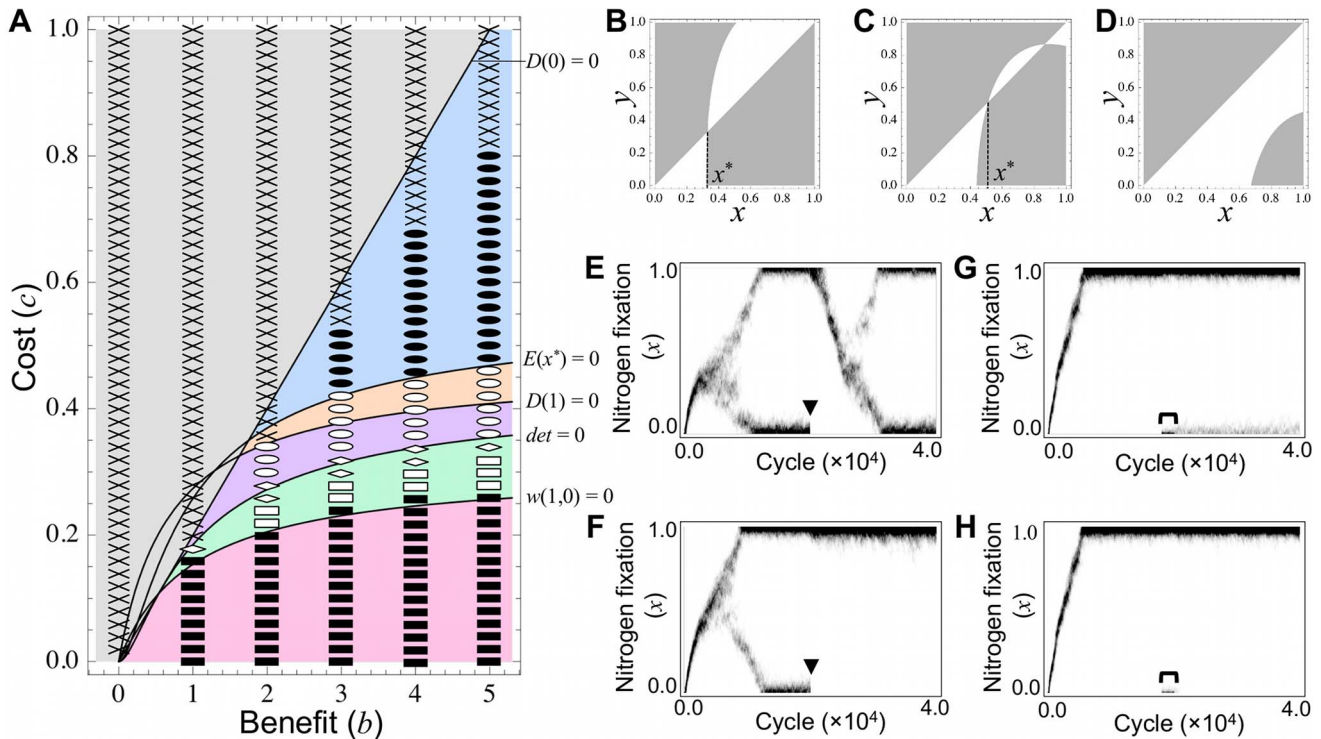 A
1.0
0.8
0.6
0.4
0.2
0.0
Cost (c)
0 1 2 3 4 5
Benefit (b)
D(0) = 0
E(x*) = 0
D(1) = 0
det = 0
w(1,0) = 0
B
1.0
0.8
0.6
0.4
0.2
0.0
y
x*
0.0 0.2 0.4 0.6 0.8 1.0
x
C
1.0
0.8
0.6
0.4
0.2
0.0
y
x*
0.0 0.2 0.4 0.6 0.8 1.0
x
D
1.0
0.8
0.6
0.4
0.2
0.0
y
0.0 0.2 0.4 0.6 0.8 1.0
x
E
Nitrogen fixation
(x)
1.0
0.0
0.0 4.0
Cycle (×10⁴)
G
Nitrogen fixation
(x)
1.0
0.0
0.0 4.0
Cycle (×10⁴)
F
Nitrogen fixation
(x)
1.0
0.0
0.0 4.0
Cycle (×10⁴)
H
Nitrogen fixation
(x)
1.0
0.0
0.0 4.0
Cycle (×10⁴)